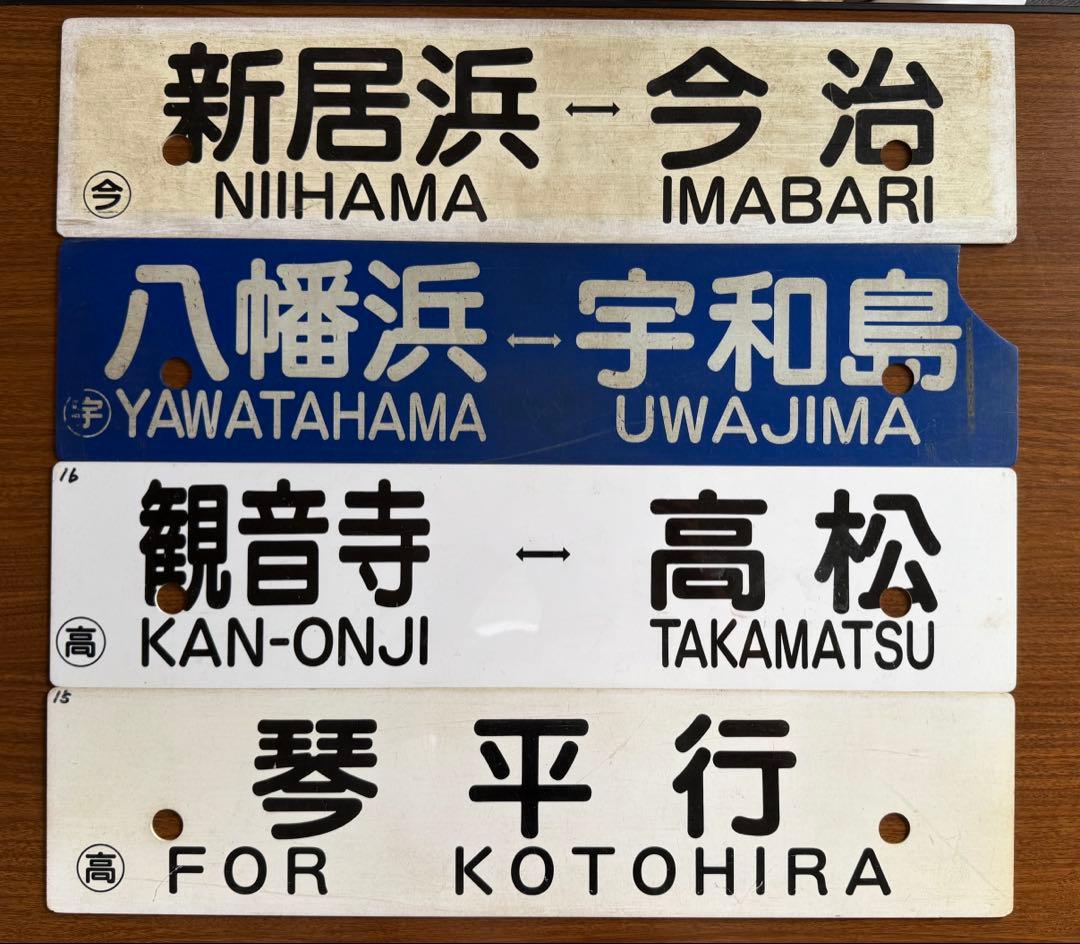 新居浜 ↔ 今治
㋑今 NIIHAMA IMABARI
八幡浜 ↔ 宇和島
宇 YAWATAHAMA UWAJIMA
16
観音寺 ↔ 高松
高 KAN-ONJI TAKAMATSU
15
琴平行
高 FOR KOTOHIRA